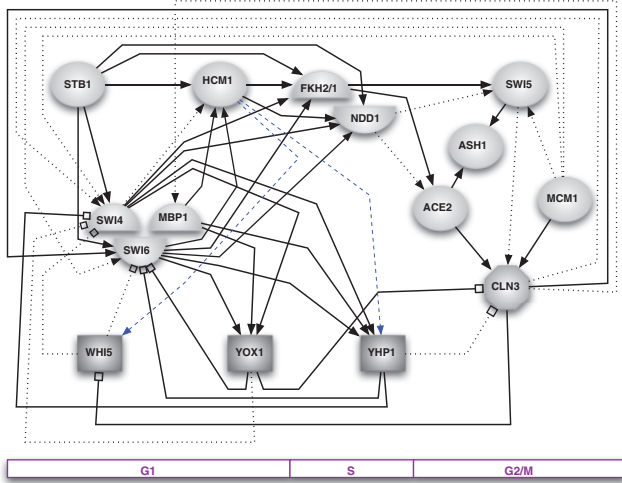 STB1
HCM1
FKH2/1
SWI5
NDD1
ASH1
ACE2
MCM1
SWI4
MBP1
SWI6
CLN3
WHI5
YOX1
YHP1
G1
S
G2/M